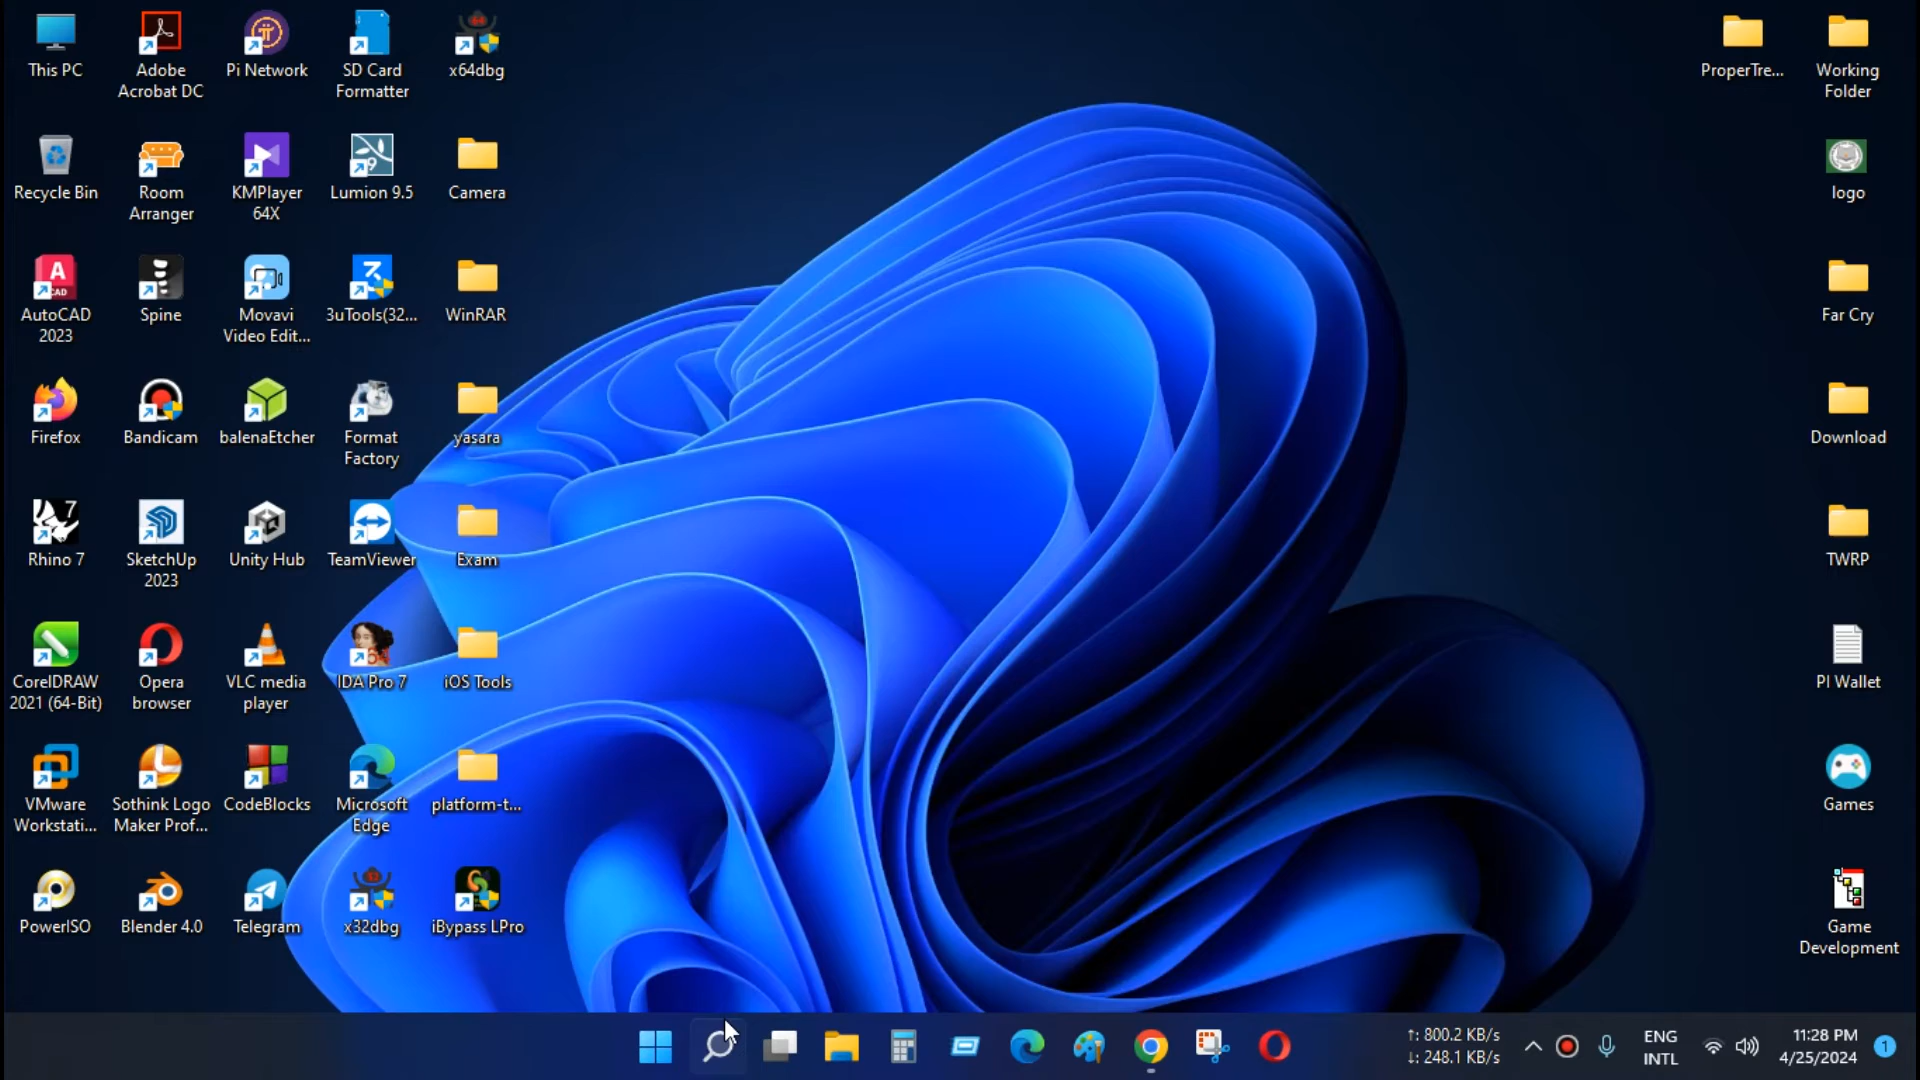 This PC
Adobe
Acrobat DC
Pi Network
SD Card
Formatter
x64dbg
ProperTre...
Working
Folder
Recycle Bin
Room
Arranger
KMPlayer
64X
Lumion 9.5
Camera
logo
AutoCAD
2023
Spine
Movavi
Video Edit...
3uTools(32...
WinRAR
Far Cry
Firefox
Bandicam
balenaEtcher
Format
Factory
yasara
Download
Rhino 7
SketchUp
2023
Unity Hub
TeamViewer
Exam
TWRP
CorelDRAW
2021 (64-Bit)
Opera
browser
VLC media
player
IDA Pro 7
iOS Tools
PI Wallet
VMware
Workstati...
Sothink Logo
Maker Prof...
CodeBlocks
Microsoft
Edge
platform-t...
Games
PowerISO
Blender 4.0
Telegram
x32dbg
iBypass LPro
Game
Development
↑: 800.2 KB/s
↓: 248.1 KB/s
ENG
INTL
11:28 PM
4/25/2024
1